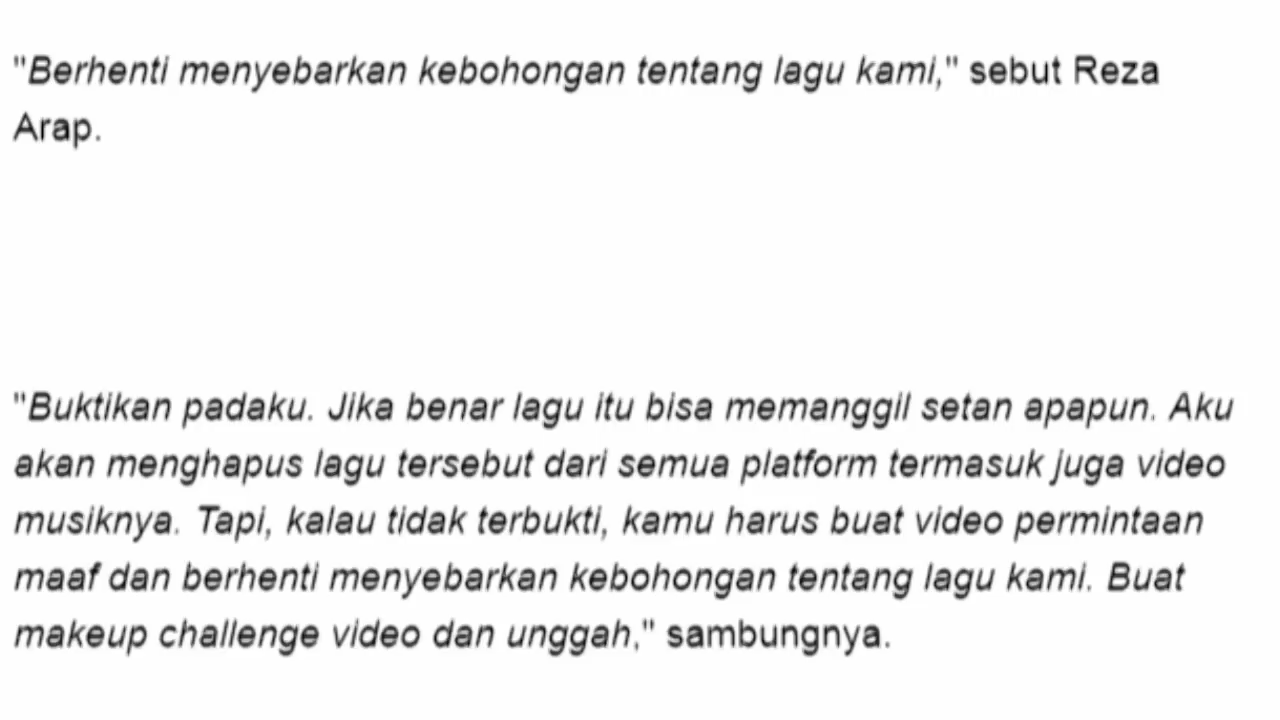 "Berhenti menyebarkan kebohongan tentang lagu kami," sebut Reza
Arap.
"Buktikan padaku. Jika benar lagu itu bisa memanggil setan apapun. Aku
akan menghapus lagu tersebut dari semua platform termasuk juga video
musiknya. Tapi, kalau tidak terbukti, kamu harus buat video permintaan
maaf dan berhenti menyebarkan kebohongan tentang lagu kami. Buat
makeup challenge video dan unggah," sambungnya.